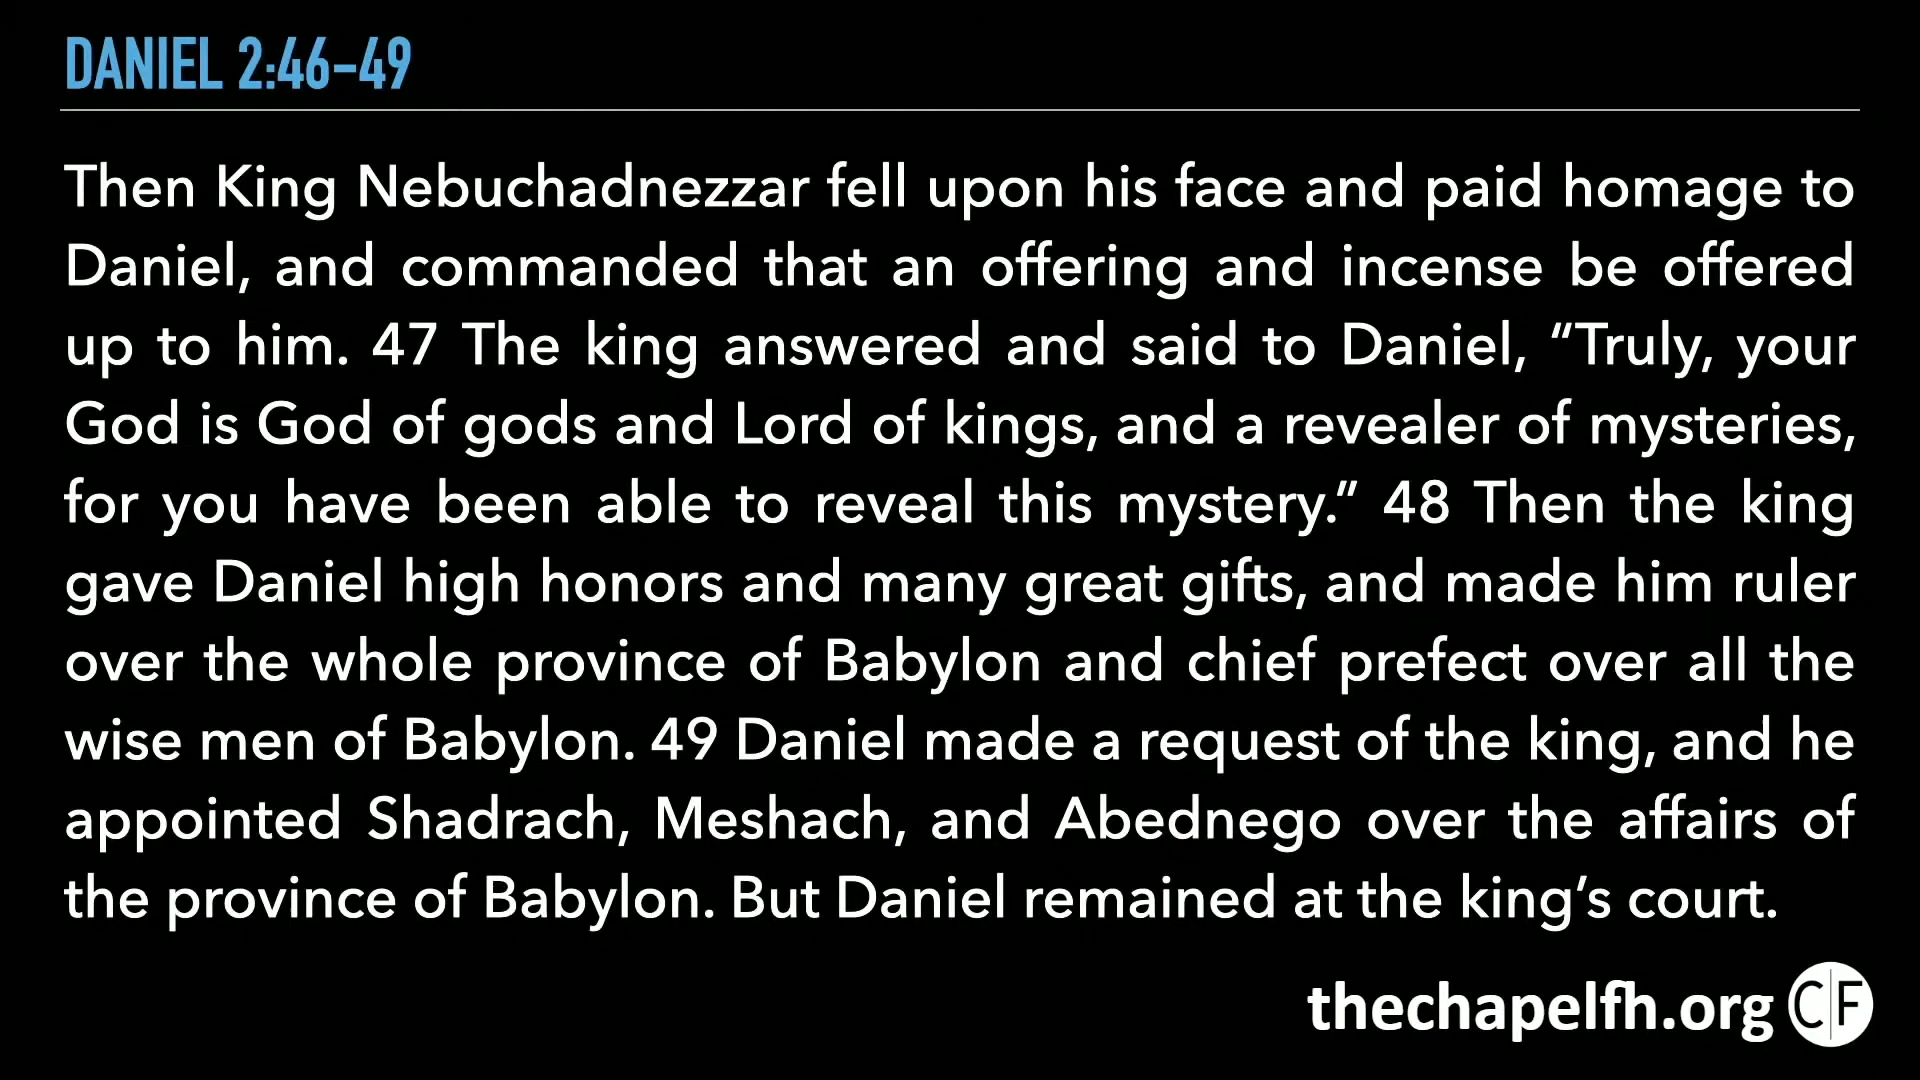 DANIEL 2:46–49
Then King Nebuchadnezzar fell upon his face and paid homage to
Daniel, and commanded that an offering and incense be offered
up to him. 47 The king answered and said to Daniel, “Truly, your
God is God of gods and Lord of kings, and a revealer of mysteries,
for you have been able to reveal this mystery.” 48 Then the king
gave Daniel high honors and many great gifts, and made him ruler
over the whole province of Babylon and chief prefect over all the
wise men of Babylon. 49 Daniel made a request of the king, and he
appointed Shadrach, Meshach, and Abednego over the affairs of
the province of Babylon. But Daniel remained at the king’s court.
thechapelfh.org CF